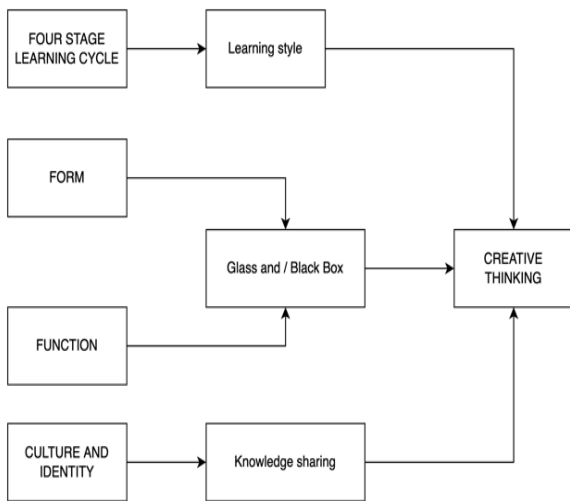 FOUR STAGE
LEARNING CYCLE
Learning style
FORM
Glass and / Black Box
CREATIVE
THINKING
FUNCTION
CULTURE AND
IDENTITY
Knowledge sharing